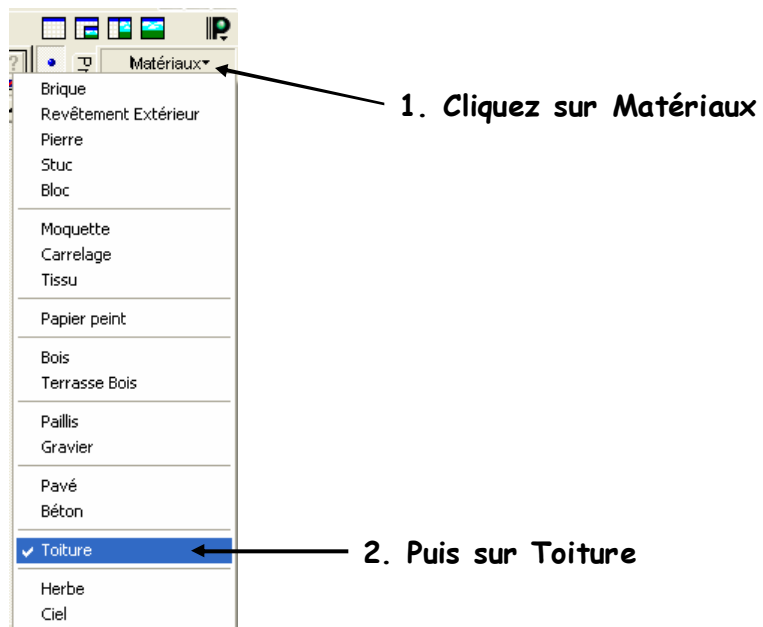 Matériaux
1. Cliquez sur Matériaux
Brique
Revêtement Extérieur
Pierre
Stuc
Bloc
Moquette
Carrelage
Tissu
Papier peint
Bois
Terrasse Bois
Paillis
Gravier
Pavé
Béton
Toiture
2. Puis sur Toiture
Herbe
Ciel